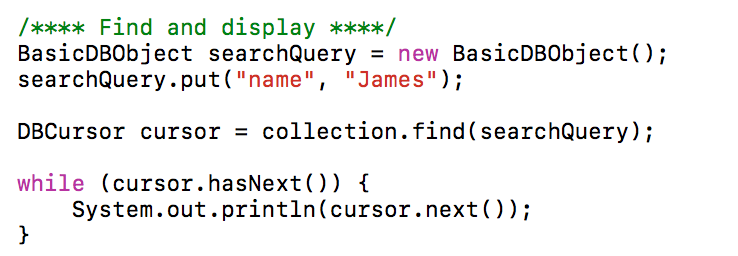 /**** Find and display ****/
BasicDBObject searchQuery = new BasicDBObject();
searchQuery.put("name", "James");
DBCursor cursor = collection.find(searchQuery);
while (cursor.hasNext()) {
    System.out.println(cursor.next());
}